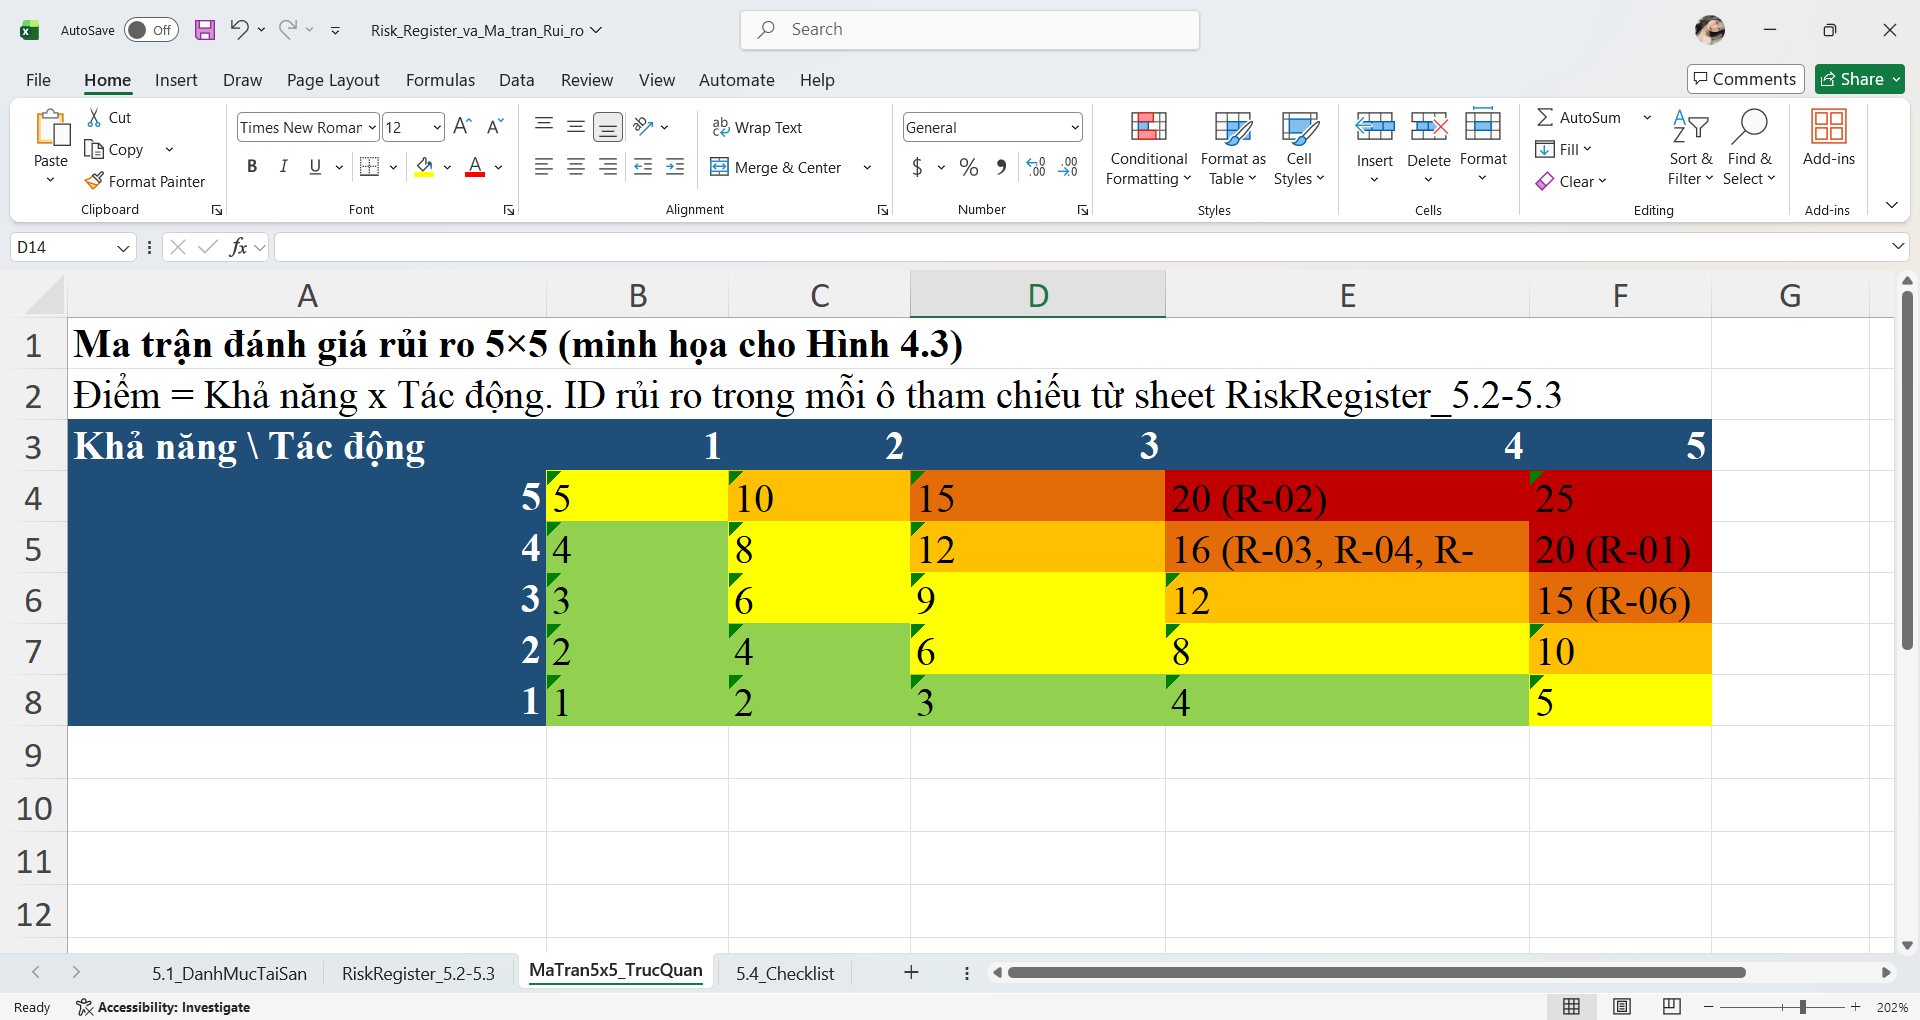 AutoSave Off Risk_Register_va_Ma_tran_Rui_ro Search
File Home Insert Draw Page Layout Formulas Data Review View Automate Help Comments Share
Paste Cut Copy Format Painter Clipboard
Times New Roman 12 B I U A Font
Wrap Text Merge & Center Alignment
General $ % Number
Conditional Formatting Format as Table Cell Styles Styles
Insert Delete Format Cells
AutoSum Fill Clear Sort & Filter Find & Select Editing
Add-ins Add-ins
D14 fx
A B C D E F G
1 Ma trận đánh giá rủi ro 5×5 (minh họa cho Hình 4.3)
2 Điểm = Khả năng x Tác động. ID rủi ro trong mỗi ô tham chiếu từ sheet RiskRegister_5.2-5.3
3 Khả năng \ Tác động 1 2 3 4 5
4 5 5 10 15 20 (R-02) 25
5 4 4 8 12 16 (R-03, R-04, R- 20 (R-01)
6 3 3 6 9 12 15 (R-06)
7 2 2 4 6 8 10
8 1 1 2 3 4 5
9
10
11
12
5.1_DanhMucTaiSan RiskRegister_5.2-5.3 MaTran5x5_TrucQuan 5.4_Checklist
Ready Accessibility: Investigate 202%